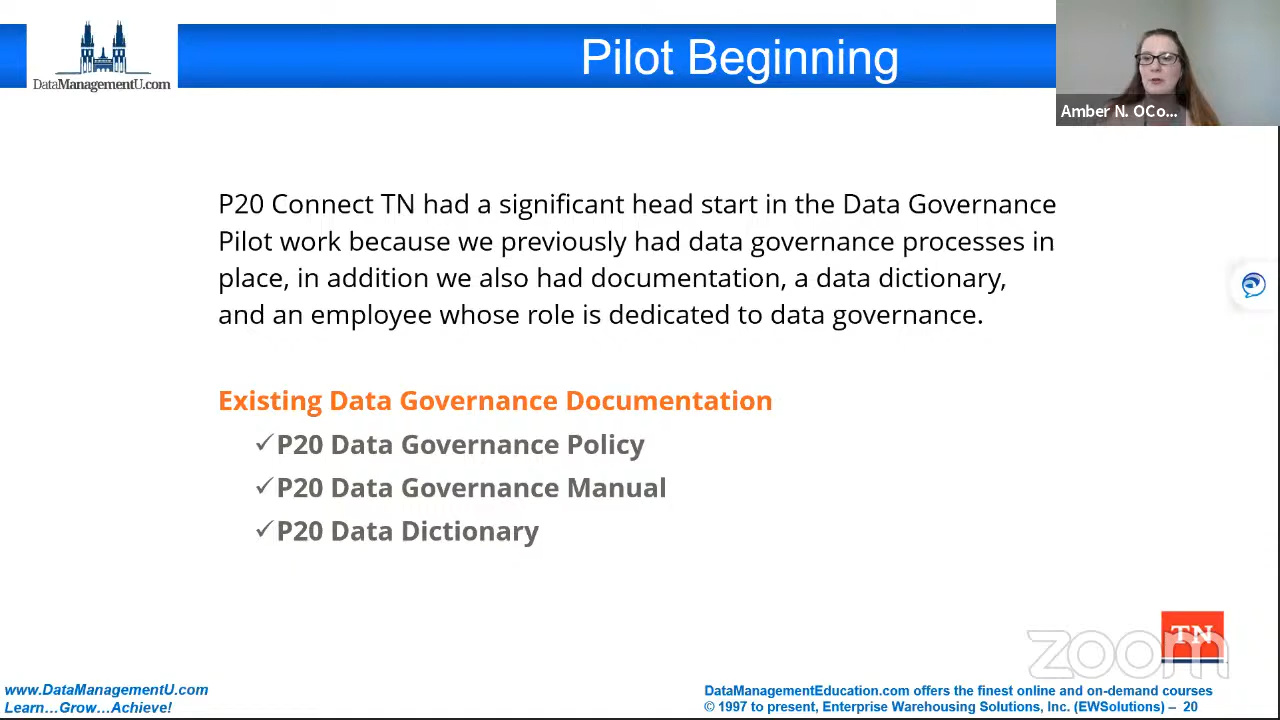 Pilot Beginning
DataManagementU.com
Amber N. OCo...
P20 Connect TN had a significant head start in the Data Governance
Pilot work because we previously had data governance processes in
place, in addition we also had documentation, a data dictionary,
and an employee whose role is dedicated to data governance.
Existing Data Governance Documentation
✓P20 Data Governance Policy
✓P20 Data Governance Manual
✓P20 Data Dictionary
TN
zoom
www.DataManagementU.com
Learn…Grow…Achieve!
DataManagementEducation.com offers the finest online and on-demand courses
© 1997 to present, Enterprise Warehousing Solutions, Inc. (EWSolutions) – 20